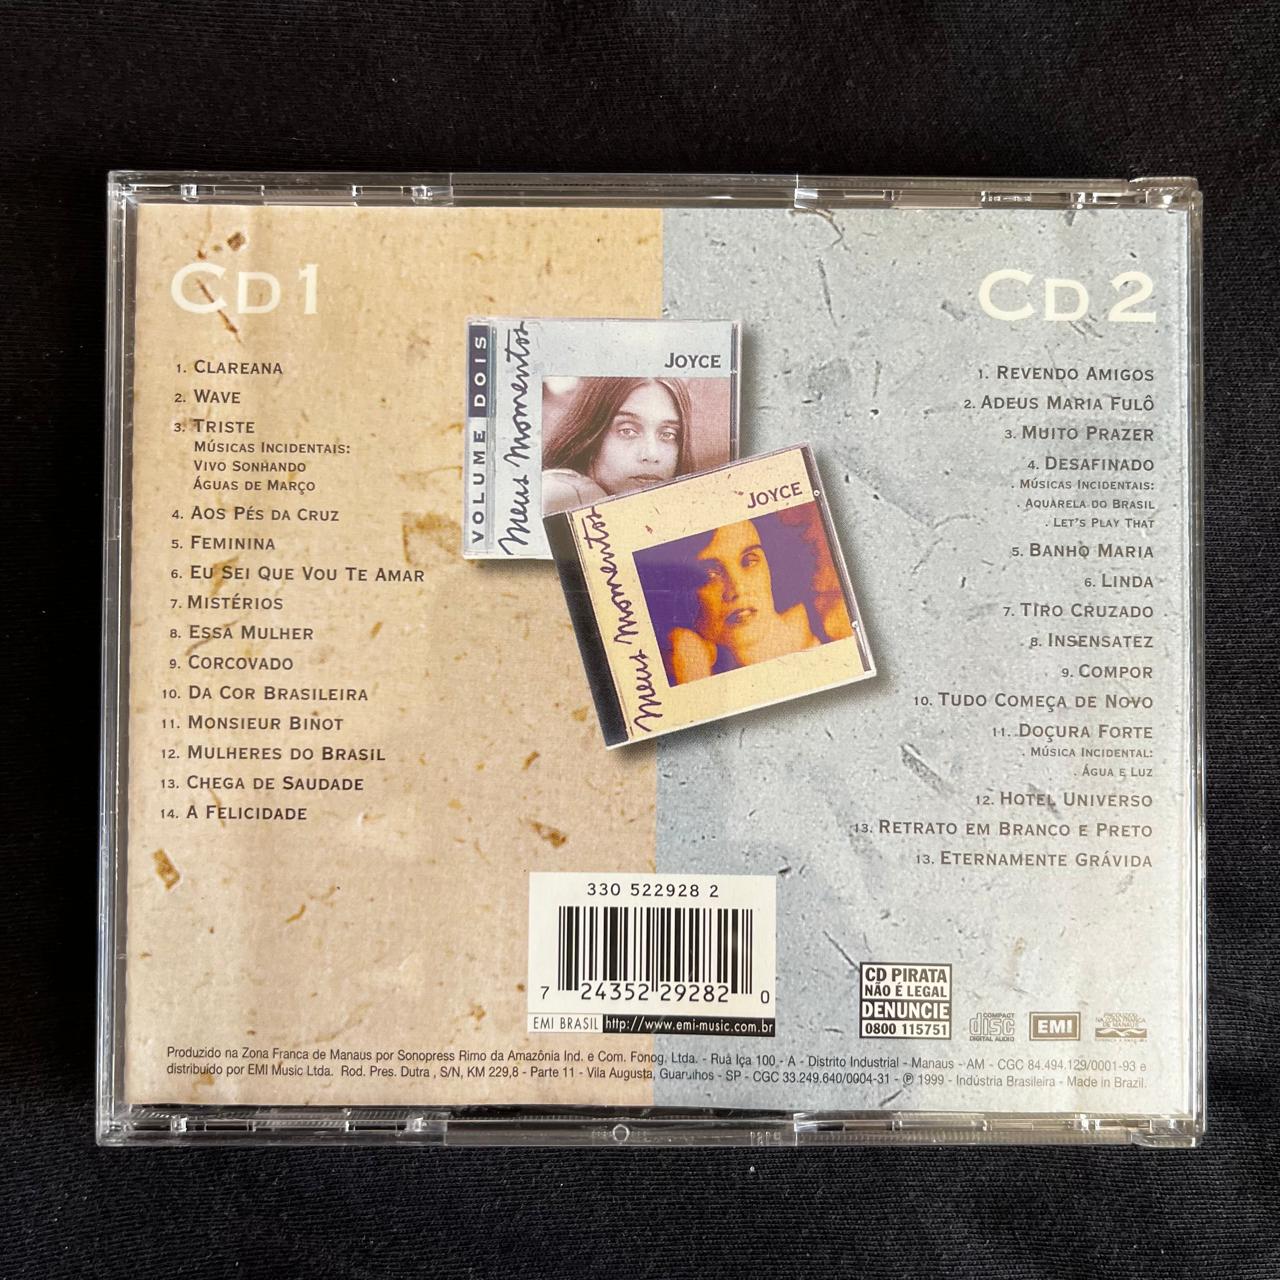 CD 1
1. CLAREANA
2. WAVE
3. TRISTE
MÚSICAS INCIDENTAIS:
VIVO SONHANDO
ÁGUAS DE MARÇO
4. AOS PÉS DA CRUZ
5. FEMININA
6. EU SEI QUE VOU TE AMAR
7. MISTÉRIOS
8. ESSA MULHER
9. CORCOVADO
10. DA COR BRASILEIRA
11. MONSIEUR BINOT
12. MULHERES DO BRASIL
13. CHEGA DE SAUDADE
14. A FELICIDADE
VOLUME DOIS
Meus Momentos
JOYCE
Meus Momentos
JOYCE
CD 2
1. REVENDO AMIGOS
2. ADEUS MARIA FULÔ
3. MUITO PRAZER
4. DESAFINADO
. MÚSICAS INCIDENTAIS:
. AQUARELA DO BRASIL
. LET'S PLAY THAT
5. BANHO MARIA
6. LINDA
7. TIRO CRUZADO
8. INSENSATEZ
9. COMPOR
10. TUDO COMEÇA DE NOVO
11. DOÇURA FORTE
. MÚSICA INCIDENTAL:
. ÁGUA E LUZ
12. HOTEL UNIVERSO
13. RETRATO EM BRANCO E PRETO
13. ETERNAMENTE GRÁVIDA
330 522928 2
7 24352 29282 0
EMI BRASIL http://www.emi-music.com.br
CD PIRATA
NÃO É LEGAL
DENUNCIE
0800 115751
COMPACT
disc
DIGITAL AUDIO
EMI
Produzido na Zona Franca de Manaus por Sonopress Rimo da Amazônia Ind. e Com. Fonog. Ltda. - Rua Iça 100 - A - Distrito Industrial - Manaus - AM - CGC 84.494.129/0001-93 e
distribuído por EMI Music Ltda. Rod. Pres. Dutra , S/N, KM 229,8 - Parte 11 - Vila Augusta, Guarulhos - SP - CGC 33.249.640/0004-31 - ℗ 1999 - Indústria Brasileira - Made in Brazil.